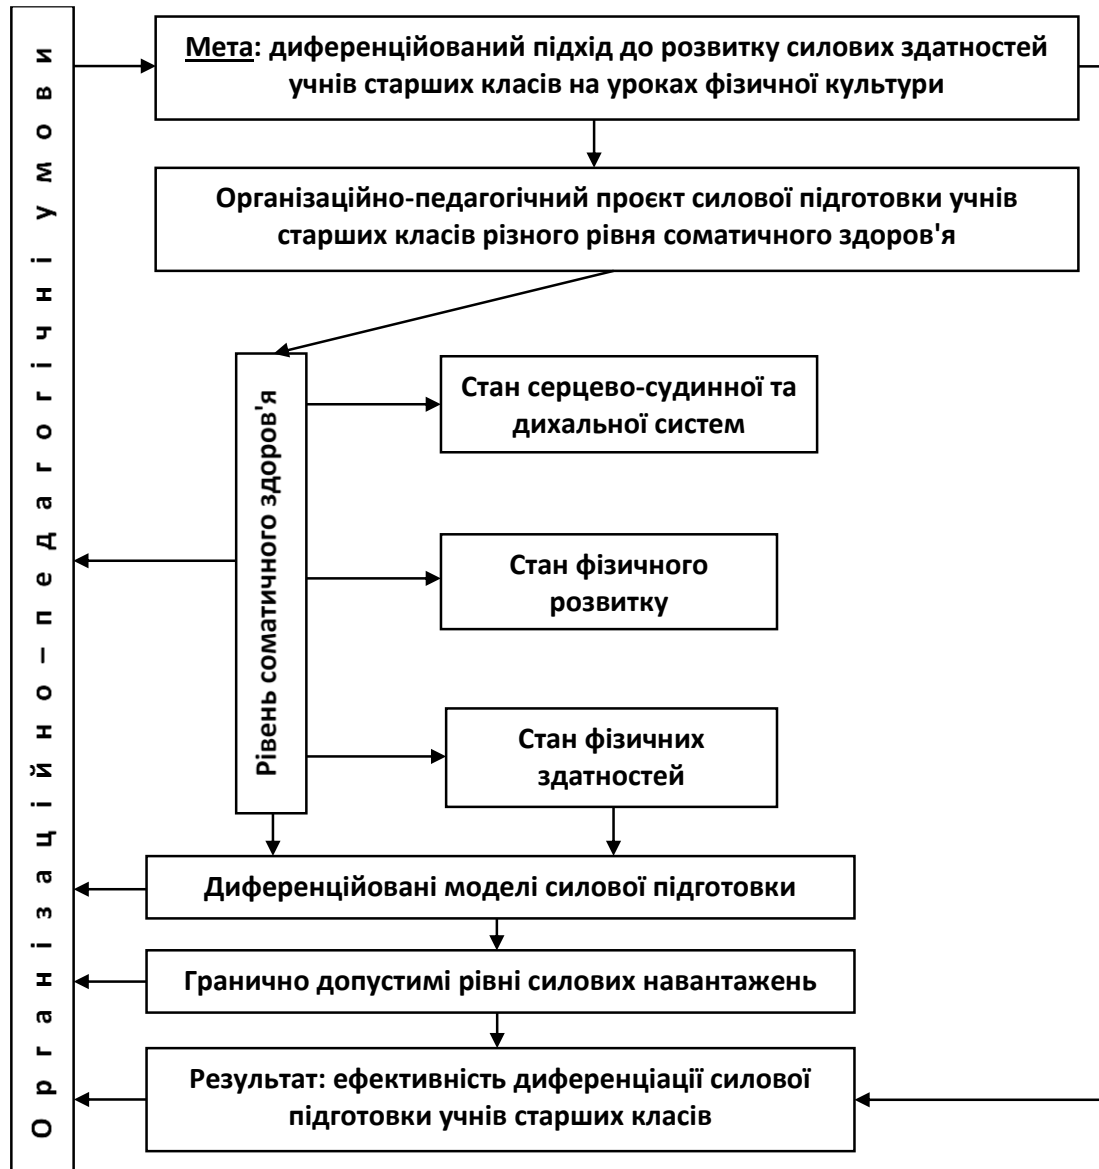 Організаційно–педагогічні умови
Мета: диференційований підхід до розвитку силових здатностей
учнів старших класів на уроках фізичної культури
Організаційно-педагогічний проєкт силової підготовки учнів
старших класів різного рівня соматичного здоров'я
Рівень соматичного здоров'я
Стан серцево-судинної та
дихальної систем
Стан фізичного
розвитку
Стан фізичних
здатностей
Диференційовані моделі силової підготовки
Гранично допустимі рівні силових навантажень
Результат: ефективність диференціації силової
підготовки учнів старших класів